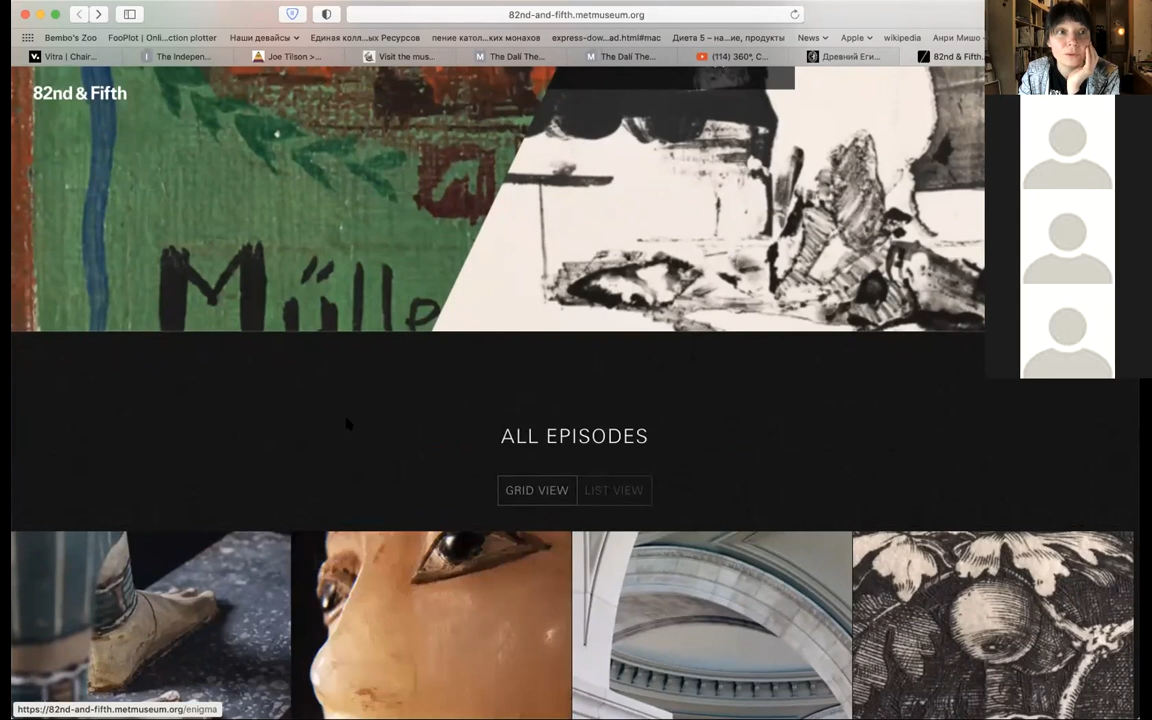 82nd-and-fifth.metmuseum.org
Bembo's Zoo FooPlot | Onli...ction plotter Наши девайсы Единая колл...ых Ресурсов пение катол...ких монахов express-dow...ad.html#mac Диета 5 – на...ие, продукты News Apple wikipedia Анри Мишо
Vitra | Chair... The Indepen... Joe Tilson >... Visit the mus... The Dalí The... The Dalí The... (114) 360°, С... Древний Еги... 82nd & Fifth.
82nd & Fifth
Mülle
ALL EPISODES
GRID VIEW LIST VIEW
https://82nd-and-fifth.metmuseum.org/enigma